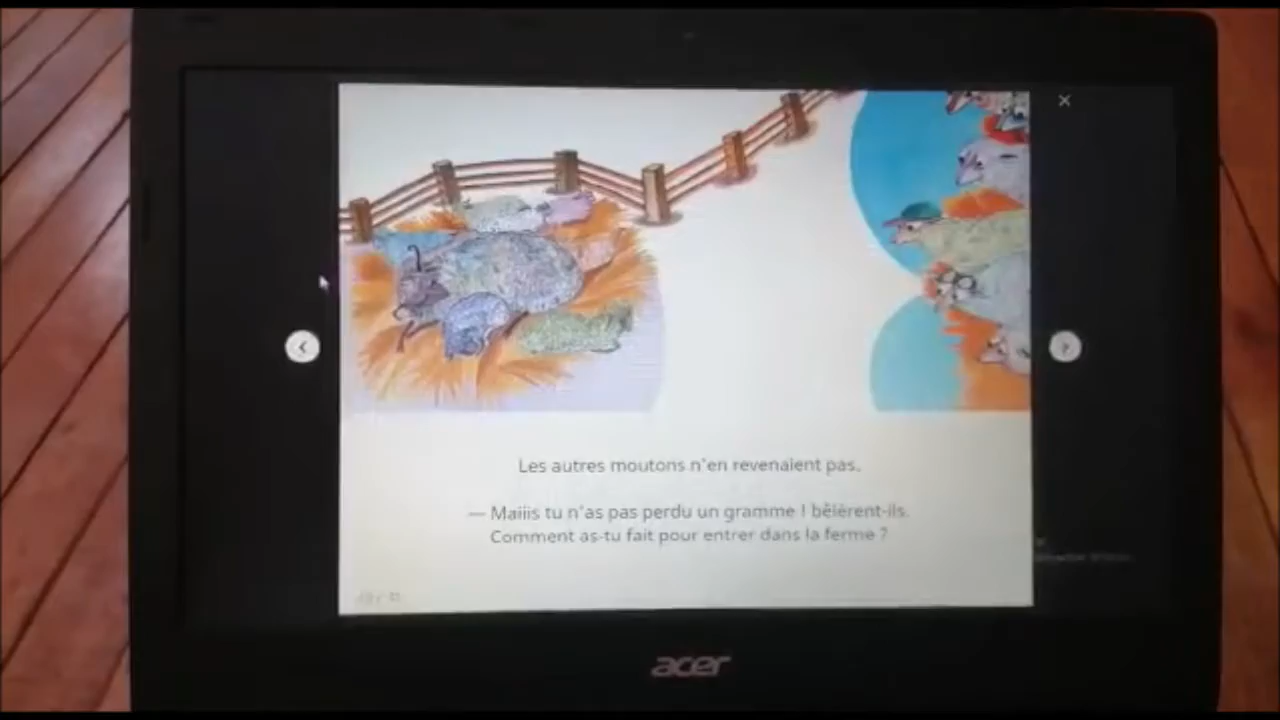 Les autres moutons n'en revenaient pas.
— Maiiis tu n'as pas perdu un gramme ! bêlèrent-ils.
Comment as-tu fait pour entrer dans la ferme ?
acer